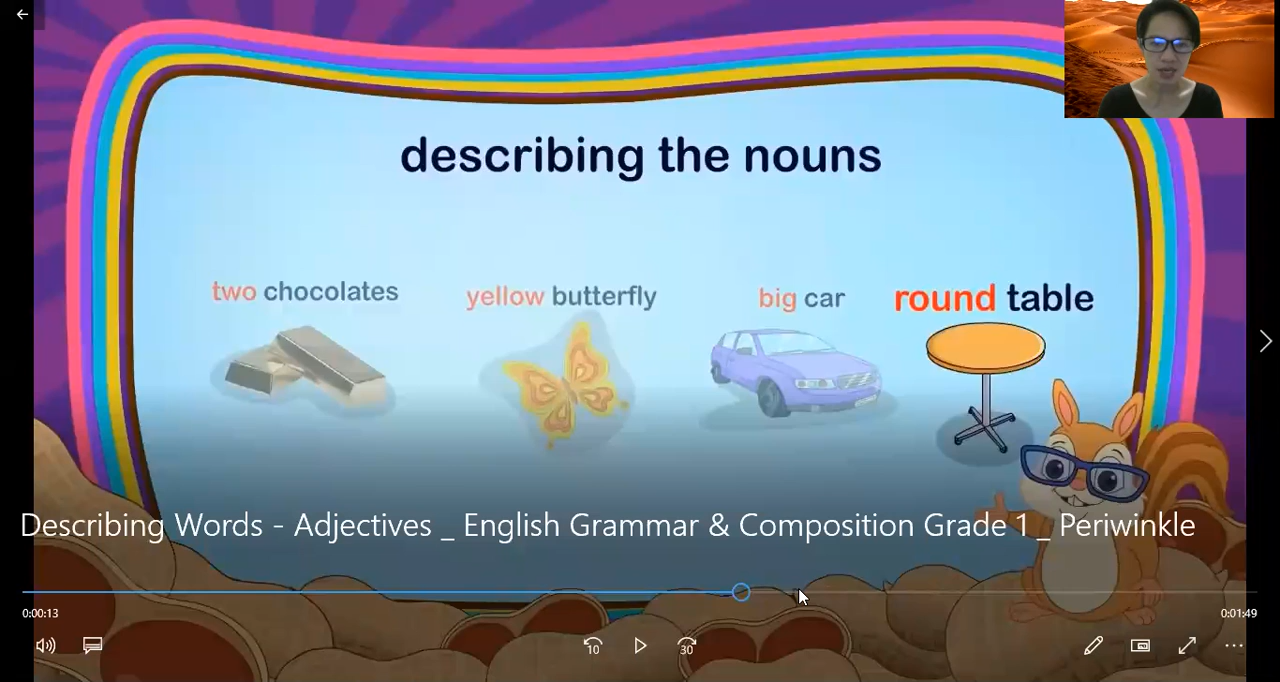 describing the nouns
two chocolates
yellow butterfly
big car
round table
Describing Words - Adjectives _ English Grammar & Composition Grade 1 _ Periwinkle
0:00:13
0:01:49
10
30